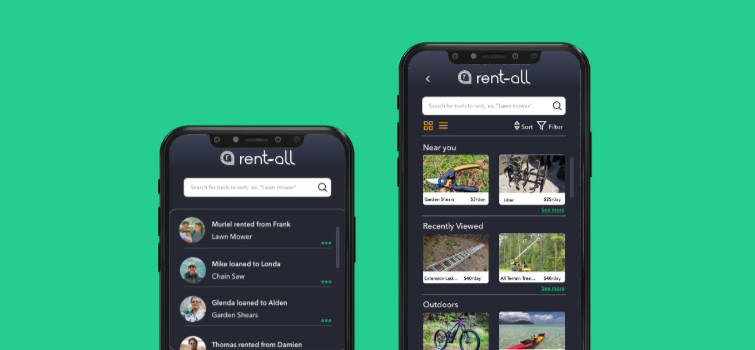 rent-all
Search for tools to rent, ex. "Lawn mower"
Muriel rented from Frank
Lawn Mower
Mike loaned to Londa
Chain Saw
Glenda loaned to Alden
Garden Shears
Thomas rented from Damien
rent-all
Search for tools to rent, ex. "Lawn mower"
Sort Filter
Near you
Garden Shears $3/day
Tiller $25/day
See more
Recently Viewed
Extension Lad... $40/day
All Terrain Tree... $40/day
See more
Outdoors